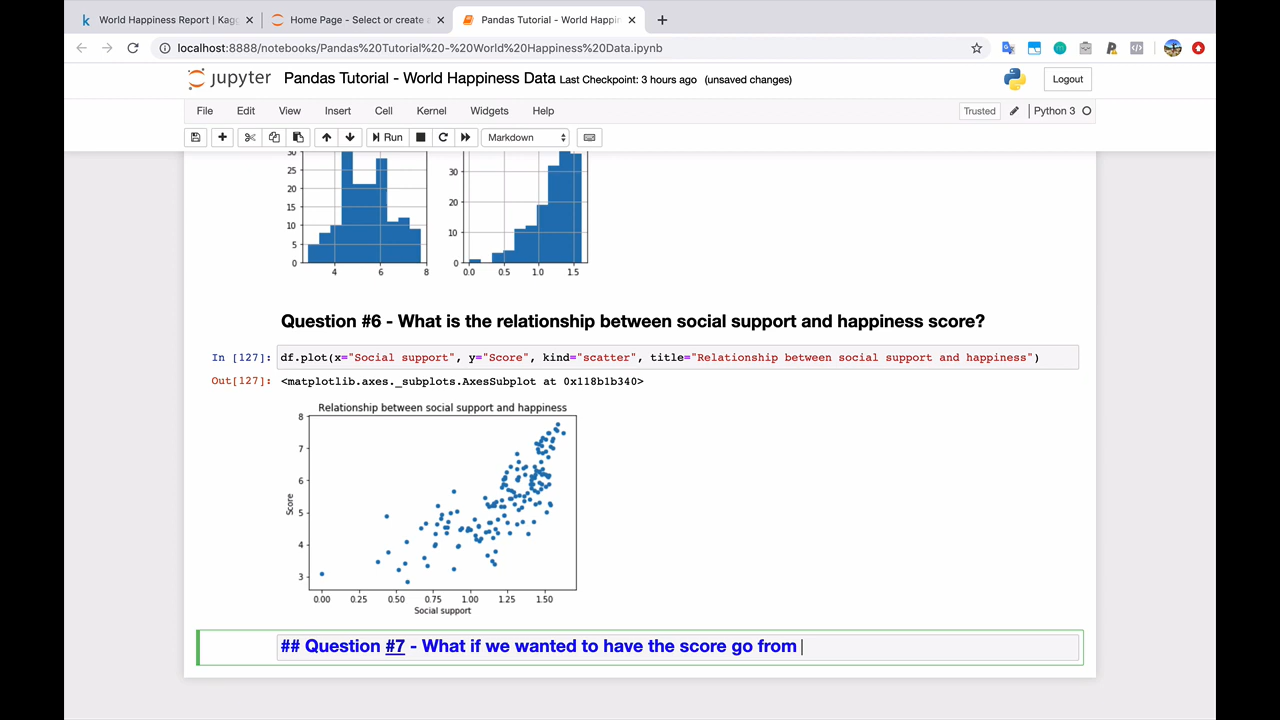 World Happiness Report | Kagg
Home Page - Select or create a
Pandas Tutorial - World Happin
localhost:8888/notebooks/Pandas%20Tutorial%20-%20World%20Happiness%20Data.ipynb
jupyter Pandas Tutorial - World Happiness Data Last Checkpoint: 3 hours ago (unsaved changes) Logout
File Edit View Insert Cell Kernel Widgets Help Trusted Python 3
Run Markdown
30
25
20
15
10
5
0
4 6 8
30
20
10
0
0.0 0.5 1.0 1.5
Question #6 - What is the relationship between social support and happiness score?
In [127]: df.plot(x="Social support", y="Score", kind="scatter", title="Relationship between social support and happiness")
Out[127]: <matplotlib.axes._subplots.AxesSubplot at 0x118b1b340>
Relationship between social support and happiness
8
7
6
5
4
3
Score
0.00 0.25 0.50 0.75 1.00 1.25 1.50
Social support
## Question #7 - What if we wanted to have the score go from